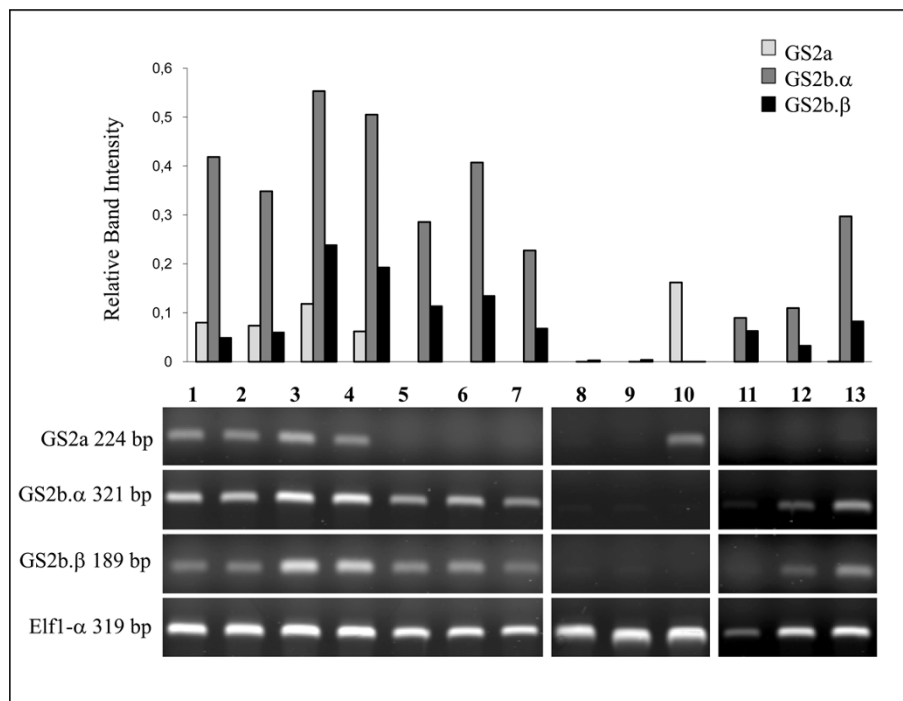 GS2a
GS2b.α
GS2b.β
Relative Band Intensity
0,6
0,5
0,4
0,3
0,2
0,1
0
1 2 3 4 5 6 7 8 9 10 11 12 13
GS2a 224 bp
GS2b.α 321 bp
GS2b.β 189 bp
Elf1-α 319 bp